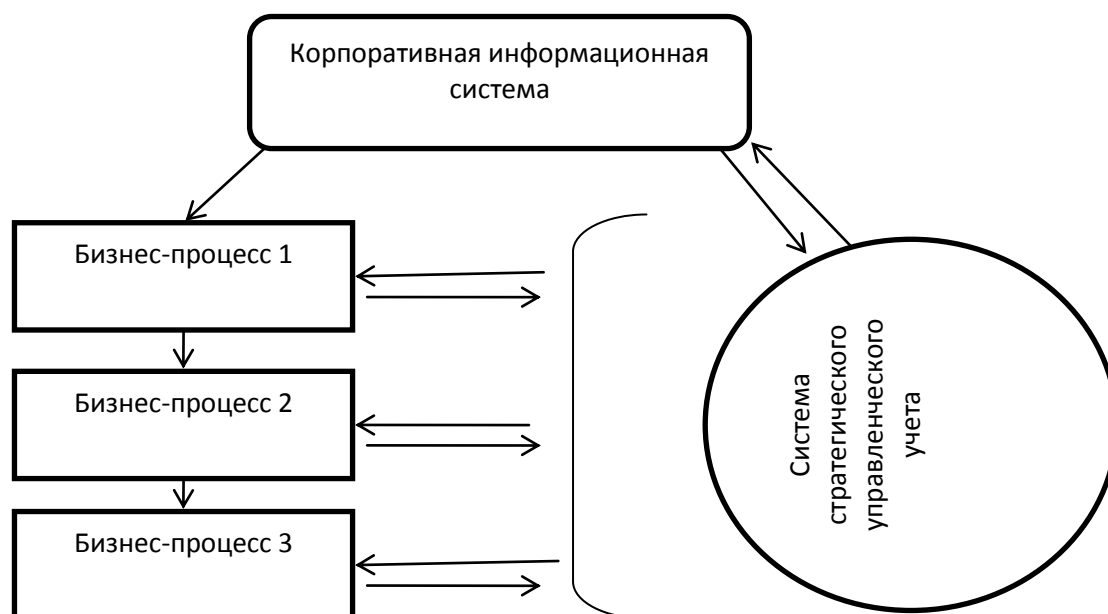 Корпоративная информационная
система
Бизнес-процесс 1
Бизнес-процесс 2
Бизнес-процесс 3
Система
стратегического
управленческого
учета